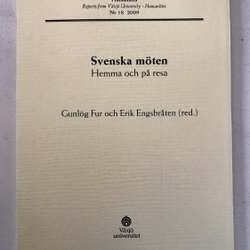 Reports from Växjö University - Humanities
Nr 18 2009
Svenska möten
Hemma och på resa
Gunlög Fur och Erik Engsbråten (red.)
Växjö
universitet